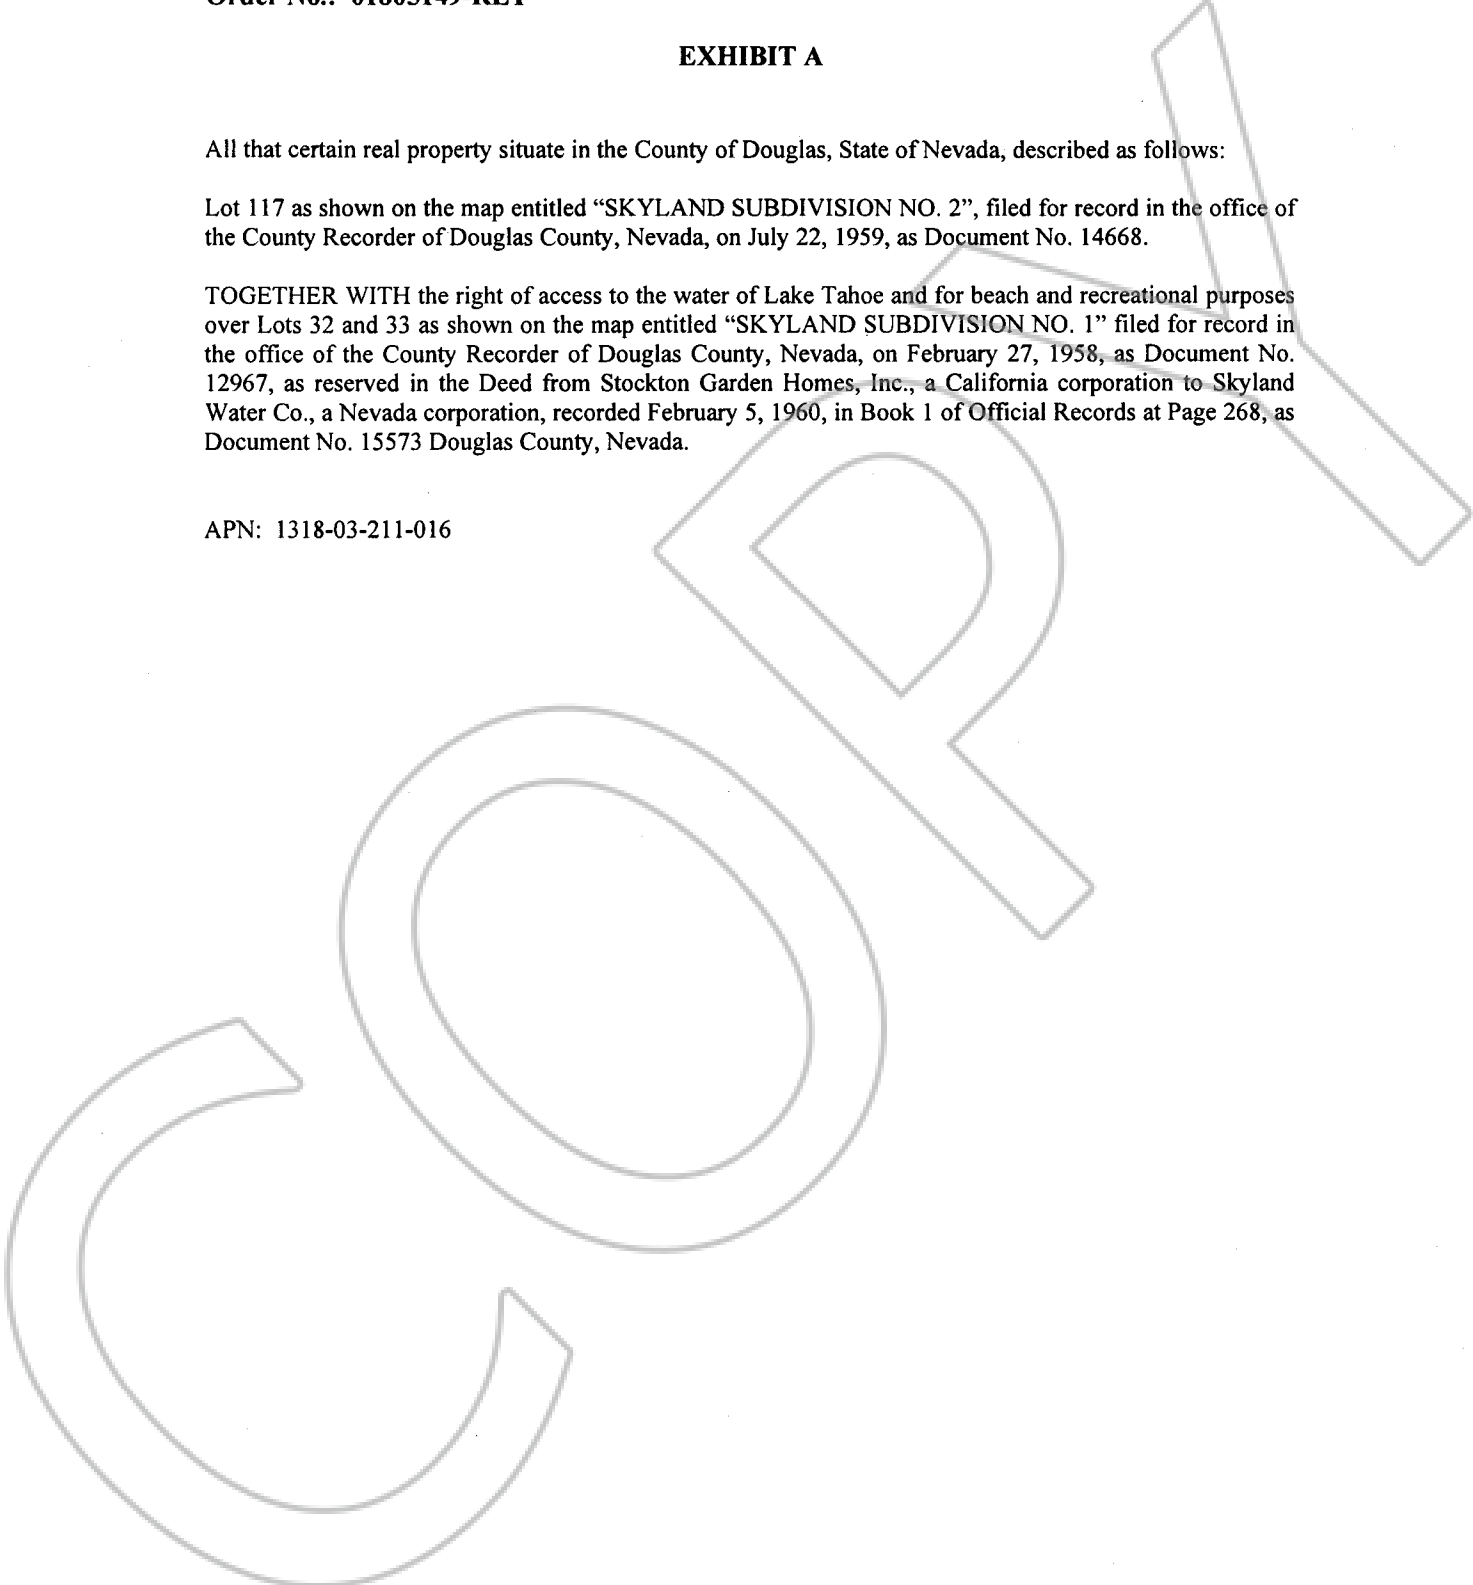 EXHIBIT A
All that certain real property situate in the County of Douglas, State of Nevada, described as follows:
Lot 117 as shown on the map entitled “SKYLAND SUBDIVISION NO. 2”, filed for record in the office of
the County Recorder of Douglas County, Nevada, on July 22, 1959, as Document No. 14668.
TOGETHER WITH the right of access to the water of Lake Tahoe and for beach and recreational purposes
over Lots 32 and 33 as shown on the map entitled “SKYLAND SUBDIVISION NO. 1” filed for record in
the office of the County Recorder of Douglas County, Nevada, on February 27, 1958, as Document No.
12967, as reserved in the Deed from Stockton Garden Homes, Inc., a California corporation to Skyland
Water Co., a Nevada corporation, recorded February 5, 1960, in Book 1 of Official Records at Page 268, as
Document No. 15573 Douglas County, Nevada.
APN: 1318-03-211-016
COPY